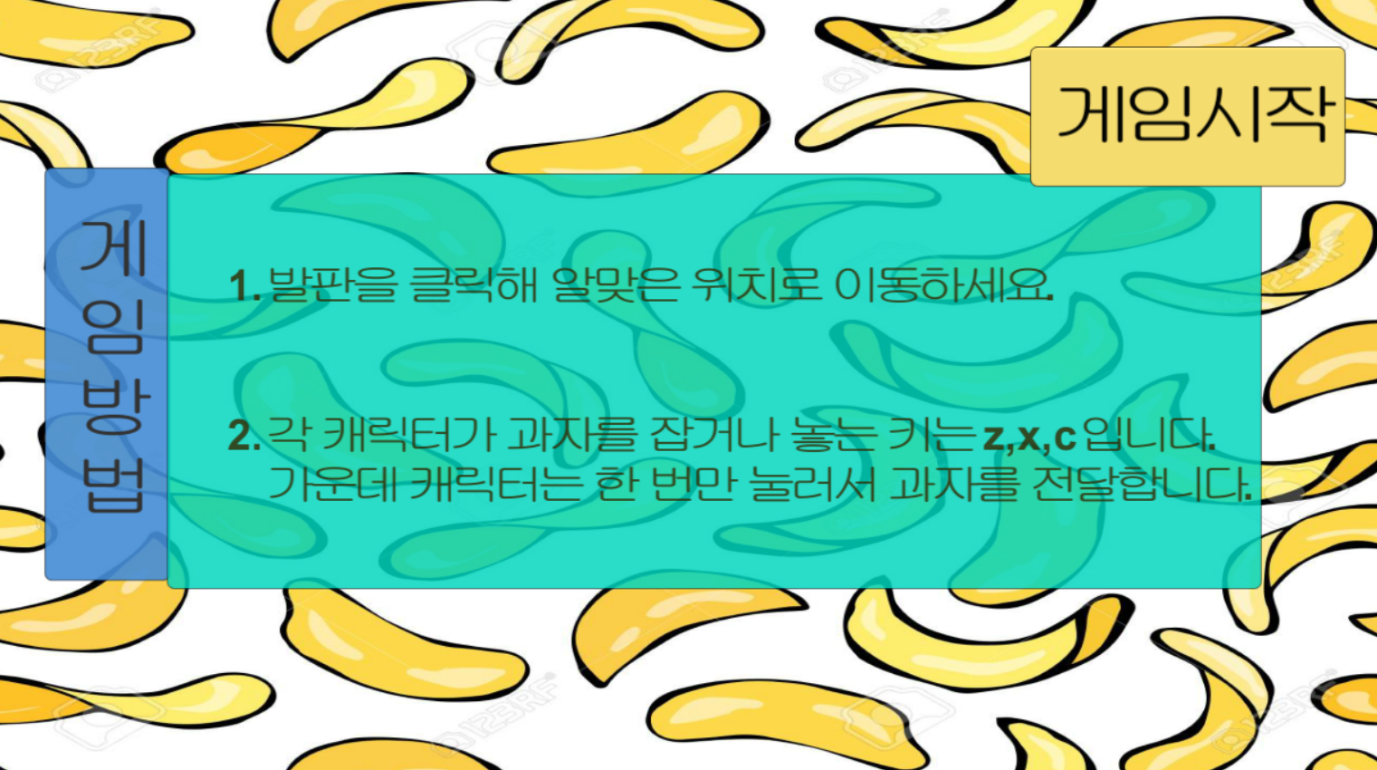 게임시작
게임방법
1. 발판을 클릭해 알맞은 위치로 이동하세요.
2. 각 캐릭터가 과자를 잡거나 놓는 키는 z,x,c입니다.
가운데 캐릭터는 한 번만 눌러서 과자를 전달합니다.
123RF